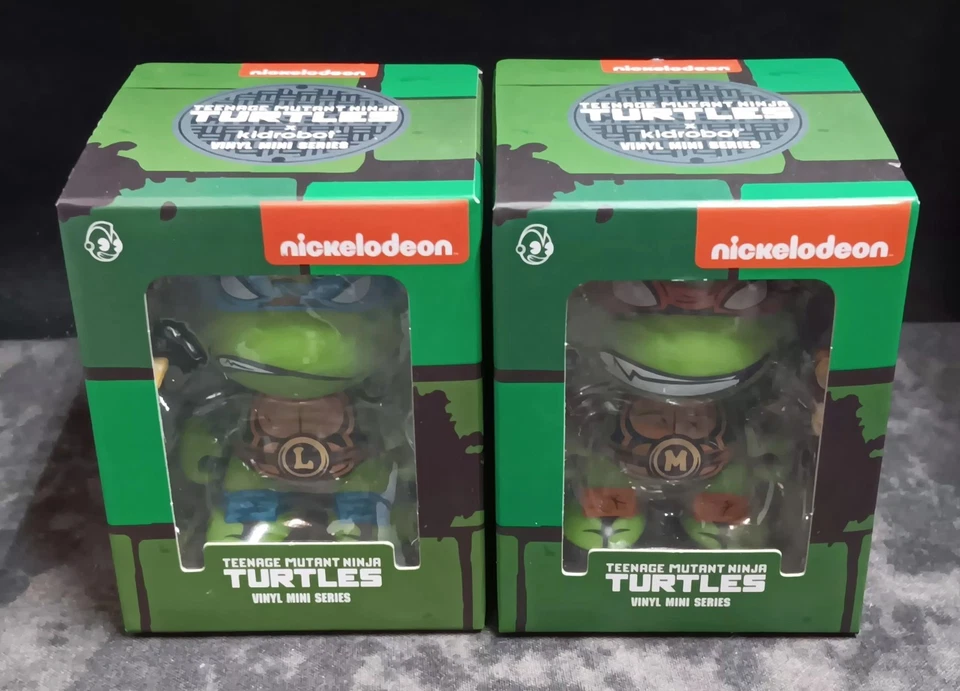 nickelodeon
TEENAGE MUTANT NINJA
TURTLES
x
kidrobot
VINYL MINI SERIES
nickelodeon
L
TEENAGE MUTANT NINJA
TURTLES
VINYL MINI SERIES
nickelodeon
TEENAGE MUTANT NINJA
TURTLES
x
kidrobot
VINYL MINI SERIES
nickelodeon
M
TEENAGE MUTANT NINJA
TURTLES
VINYL MINI SERIES